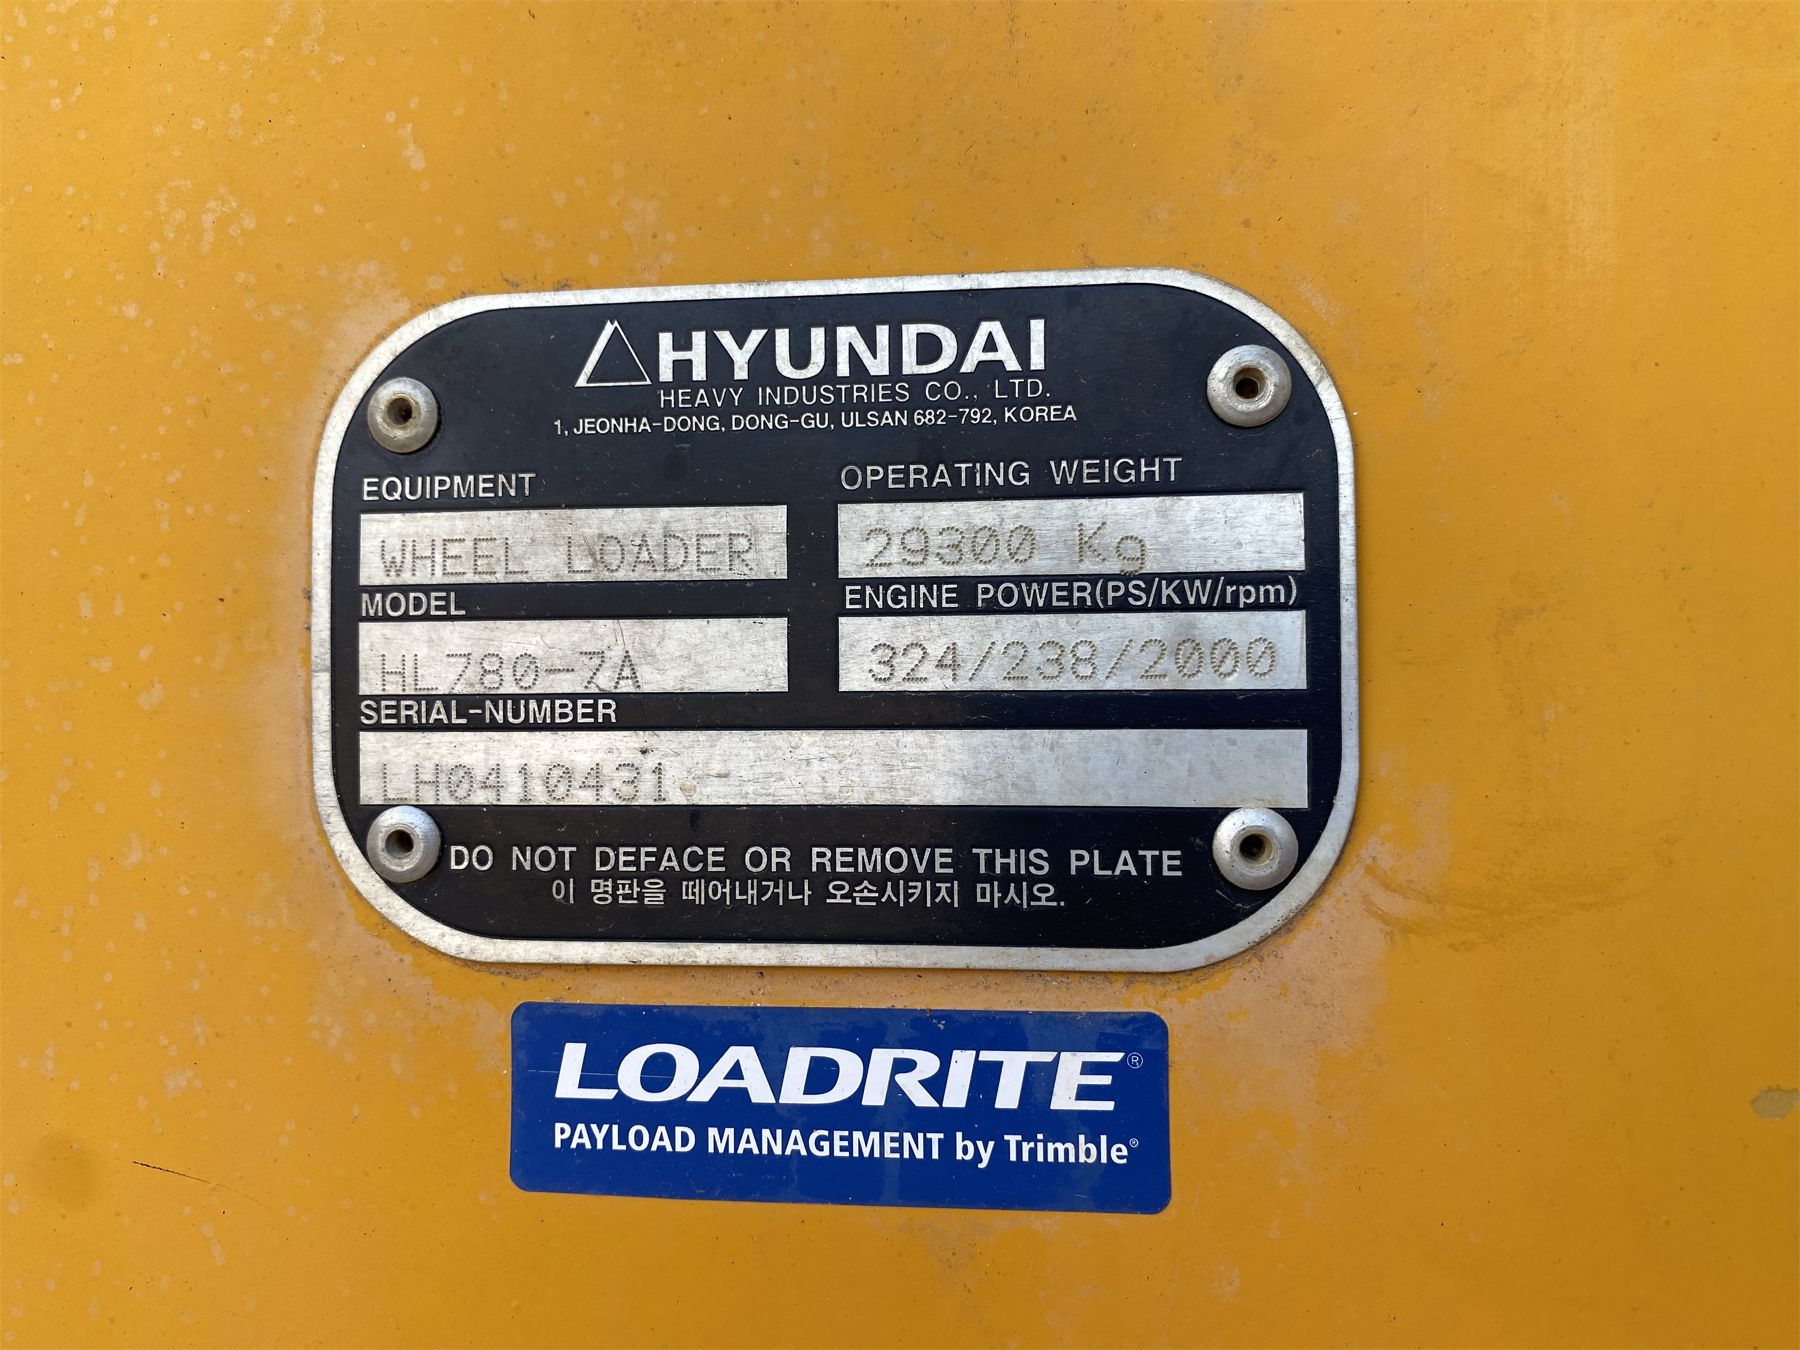 HYUNDAI
HEAVY INDUSTRIES CO., LTD.
1, JEONHA-DONG, DONG-GU, ULSAN 682-792, KOREA
EQUIPMENT
WHEEL LOADER
OPERATING WEIGHT
29300 Kg
MODEL
HL780-7A
ENGINE POWER(PS/KW/rpm)
324/238/2000
SERIAL-NUMBER
LH0410431
DO NOT DEFACE OR REMOVE THIS PLATE
이 명판을 떼어내거나 오손시키지 마시오.
LOADRITE®
PAYLOAD MANAGEMENT by Trimble®